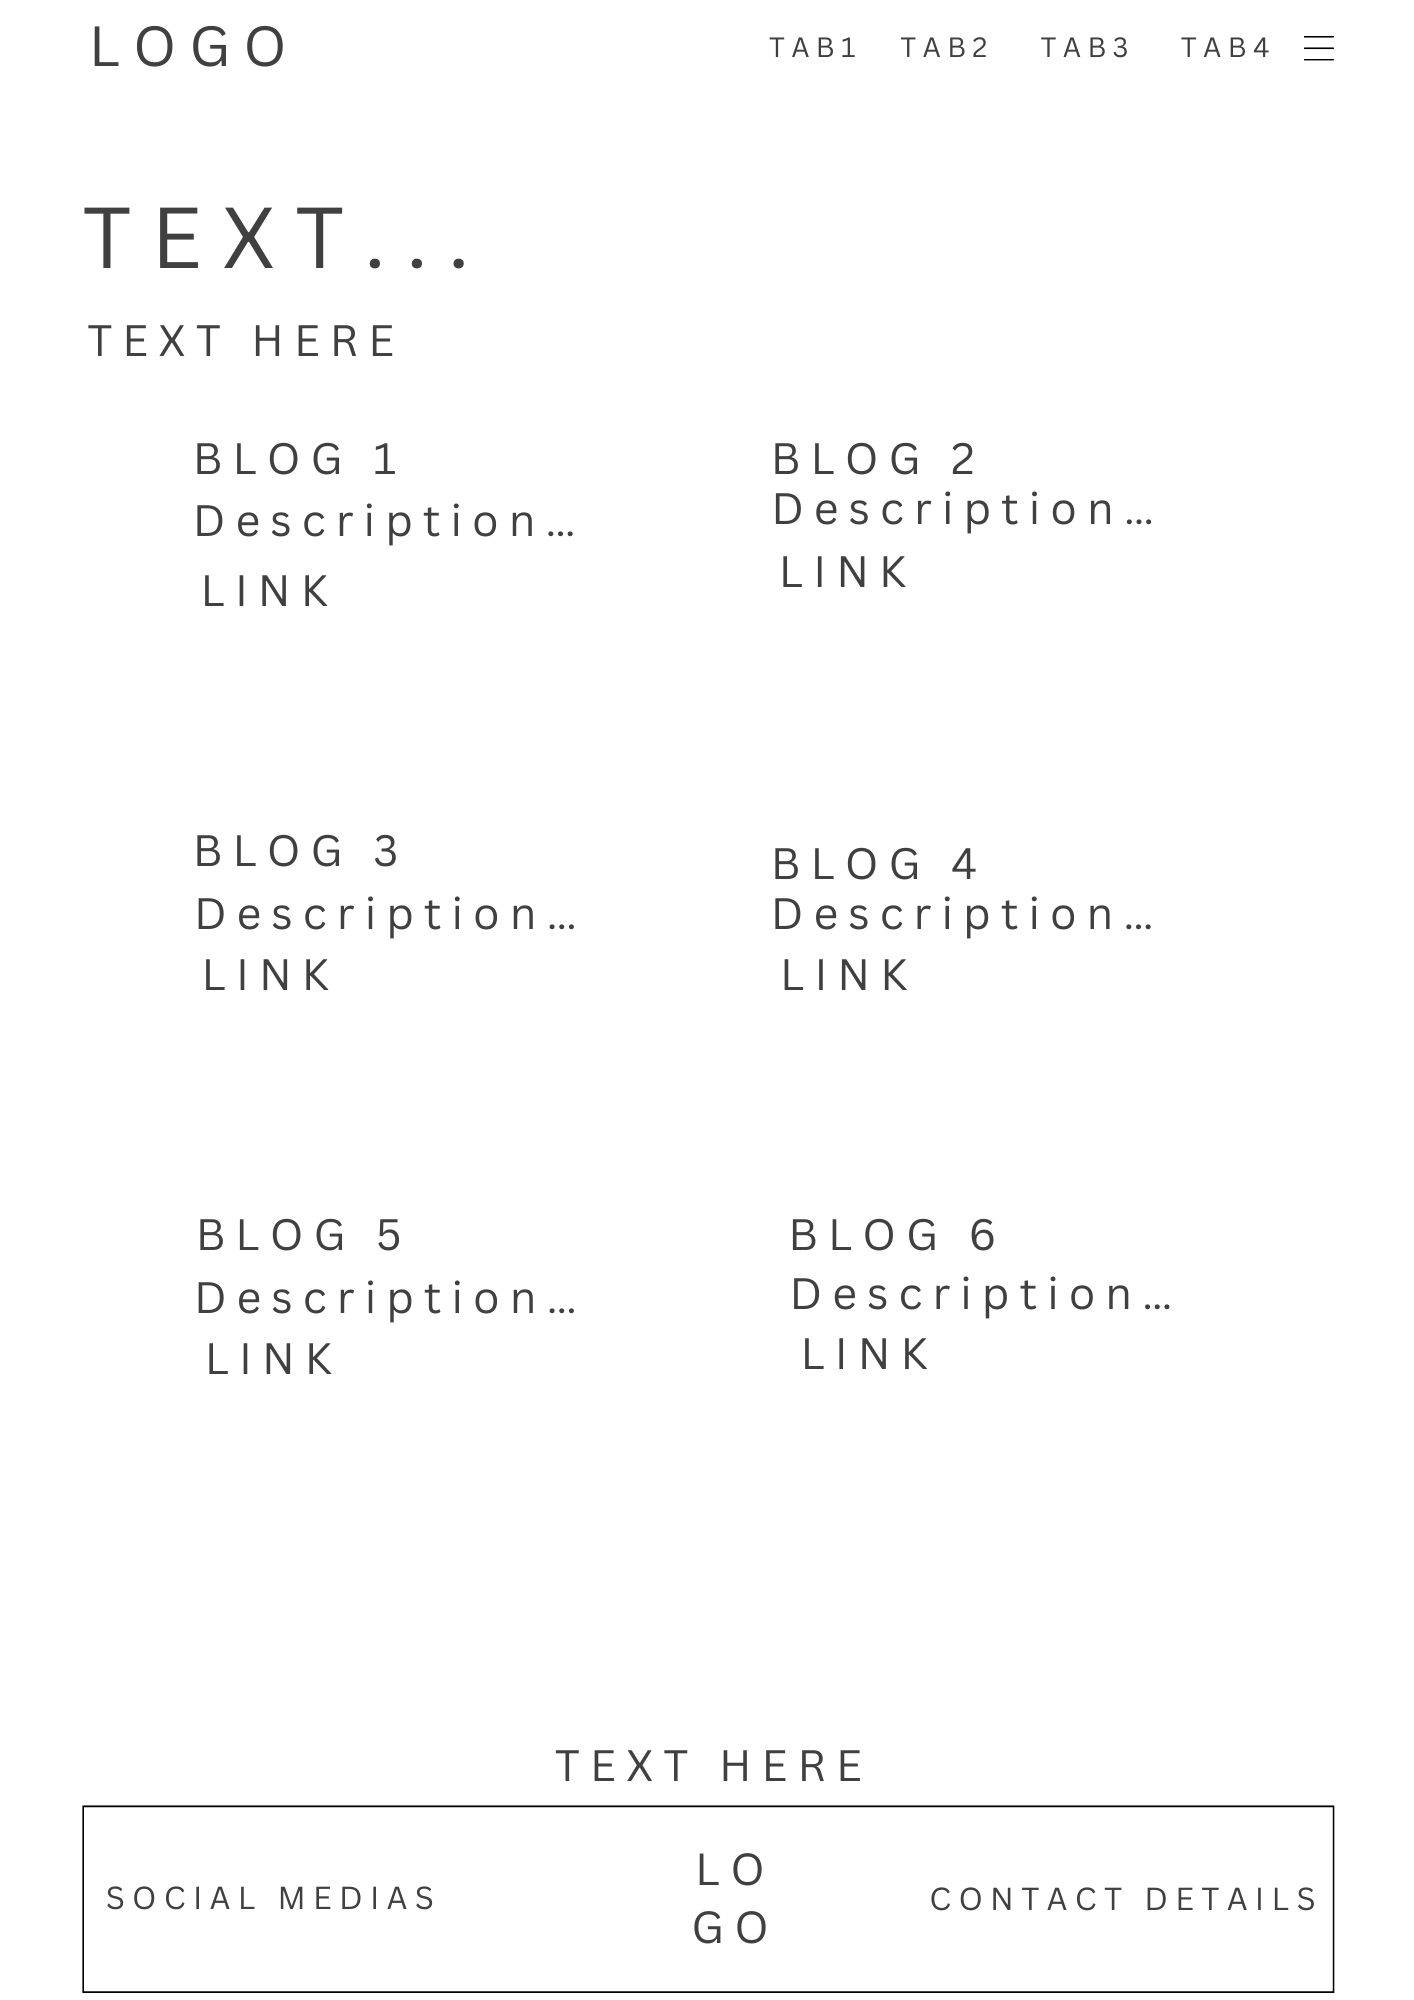 LOGO
TAB1 TAB2 TAB3 TAB4
TEXT...
TEXT HERE
BLOG 1
Description...
LINK
BLOG 2
Description...
LINK
BLOG 3
Description...
LINK
BLOG 4
Description...
LINK
BLOG 5
Description...
LINK
BLOG 6
Description...
LINK
TEXT HERE
SOCIAL MEDIAS
LO
GO
CONTACT DETAILS